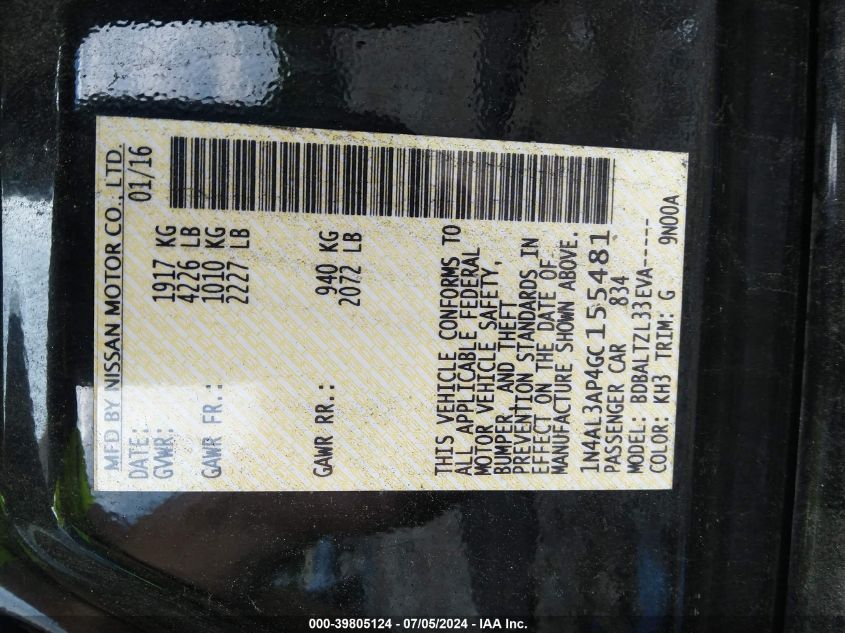 MFD BY NISSAN MOTOR CO., LTD.
DATE: 01/16
GVWR: 1917 KG
4226 LB
GAWR FR.: 1010 KG
2227 LB
GAWR RR.: 940 KG
2072 LB
THIS VEHICLE CONFORMS TO
ALL APPLICABLE FEDERAL
MOTOR VEHICLE SAFETY,
BUMPER, AND THEFT
PREVENTION STANDARDS IN
EFFECT ON THE DATE OF
MANUFACTURE SHOWN ABOVE.
1N4AL3AP4GC155481
PASSENGER CAR 834
MODEL: BDBALTZL33EVA-----
COLOR: KH3 TRIM: G 9N00A
000-39805124 / 07/05/2024 - IAA Inc.